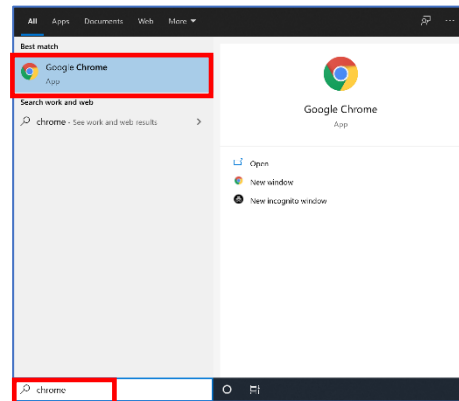 All Apps Documents Web More
Best match
Google Chrome
App
Search work and web
chrome - See work and web results
Google Chrome
App
Open
New window
New incognito window
chrome